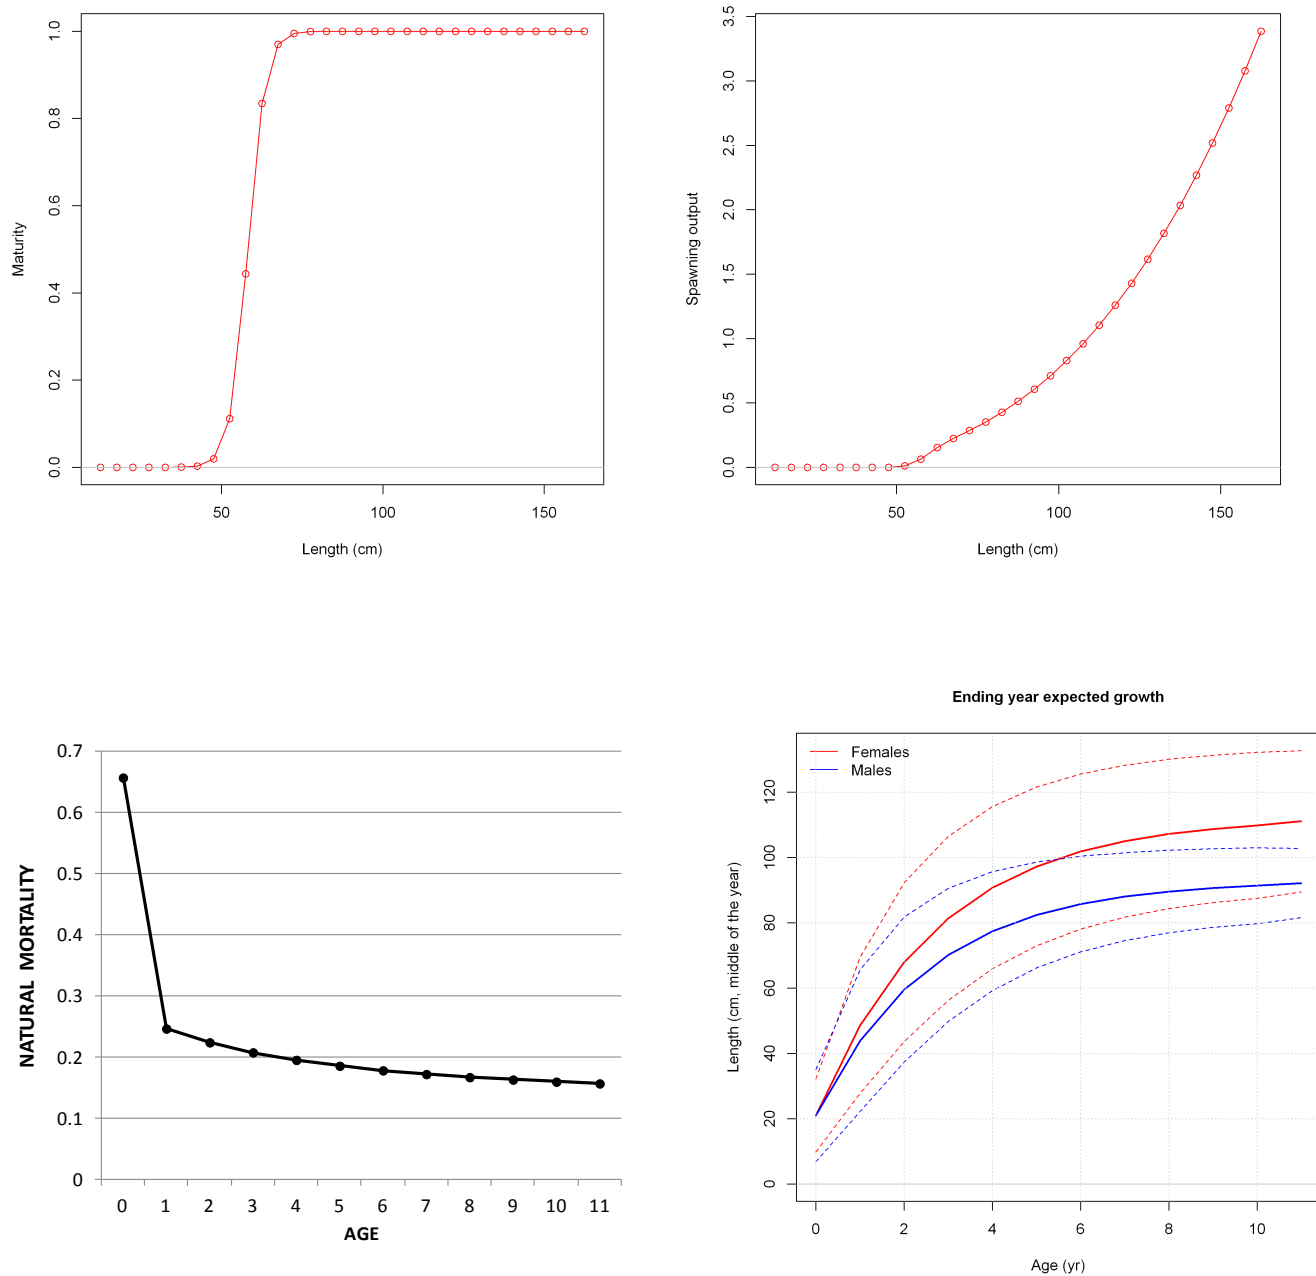 Maturity
1.0
0.8
0.6
0.4
0.2
0.0
50 100 150
Length (cm)
Spawning output
3.5
3.0
2.5
2.0
1.5
1.0
0.5
0.0
50 100 150
Length (cm)
NATURAL MORTALITY
0.7
0.6
0.5
0.4
0.3
0.2
0.1
0
0 1 2 3 4 5 6 7 8 9 10 11
AGE
Ending year expected growth
Females
Males
Length (cm, middle of the year)
120
100
80
60
40
20
0
0 2 4 6 8 10
Age (yr)